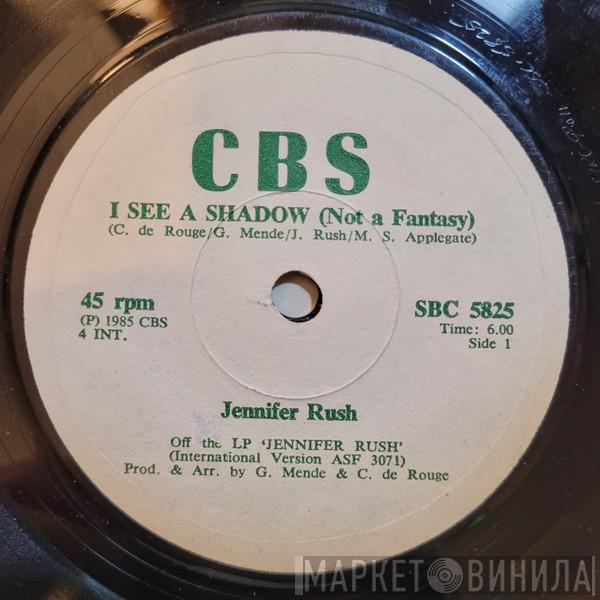 CBS
I SEE A SHADOW (Not a Fantasy)
(C. de Rouge/G. Mende/J. Rush/M. S. Applegate)
45 rpm
(P) 1985 CBS
4 INT.
SBC 5825
Time: 6.00
Side 1
Jennifer Rush
Off the LP 'JENNIFER RUSH'
(International Version ASF 3071)
Prod. & Arr. by G. Mende & C. de Rouge
МАРКЕТ ВИНИЛА